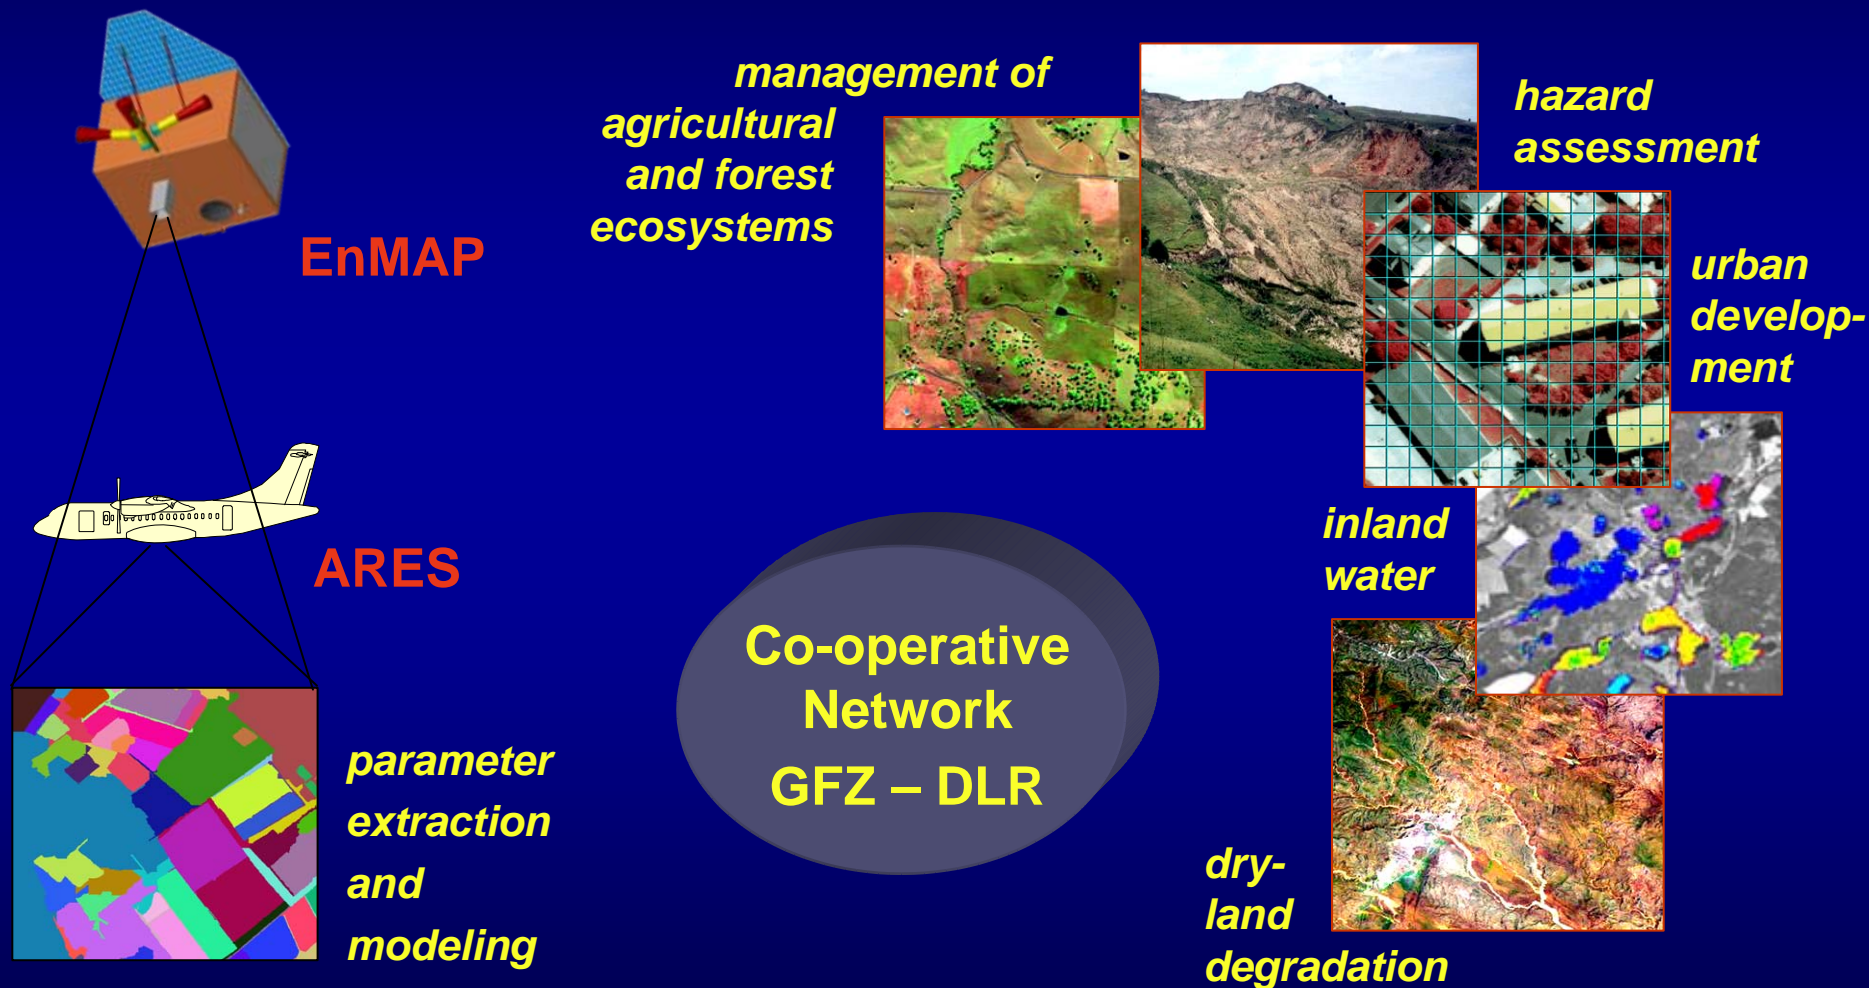 EnMAP
ARES
parameter
extraction
and
modeling
Co-operative
Network
GFZ – DLR
management of
agricultural
and forest
ecosystems
hazard
assessment
urban
develop-
ment
inland
water
dry-
land
degradation